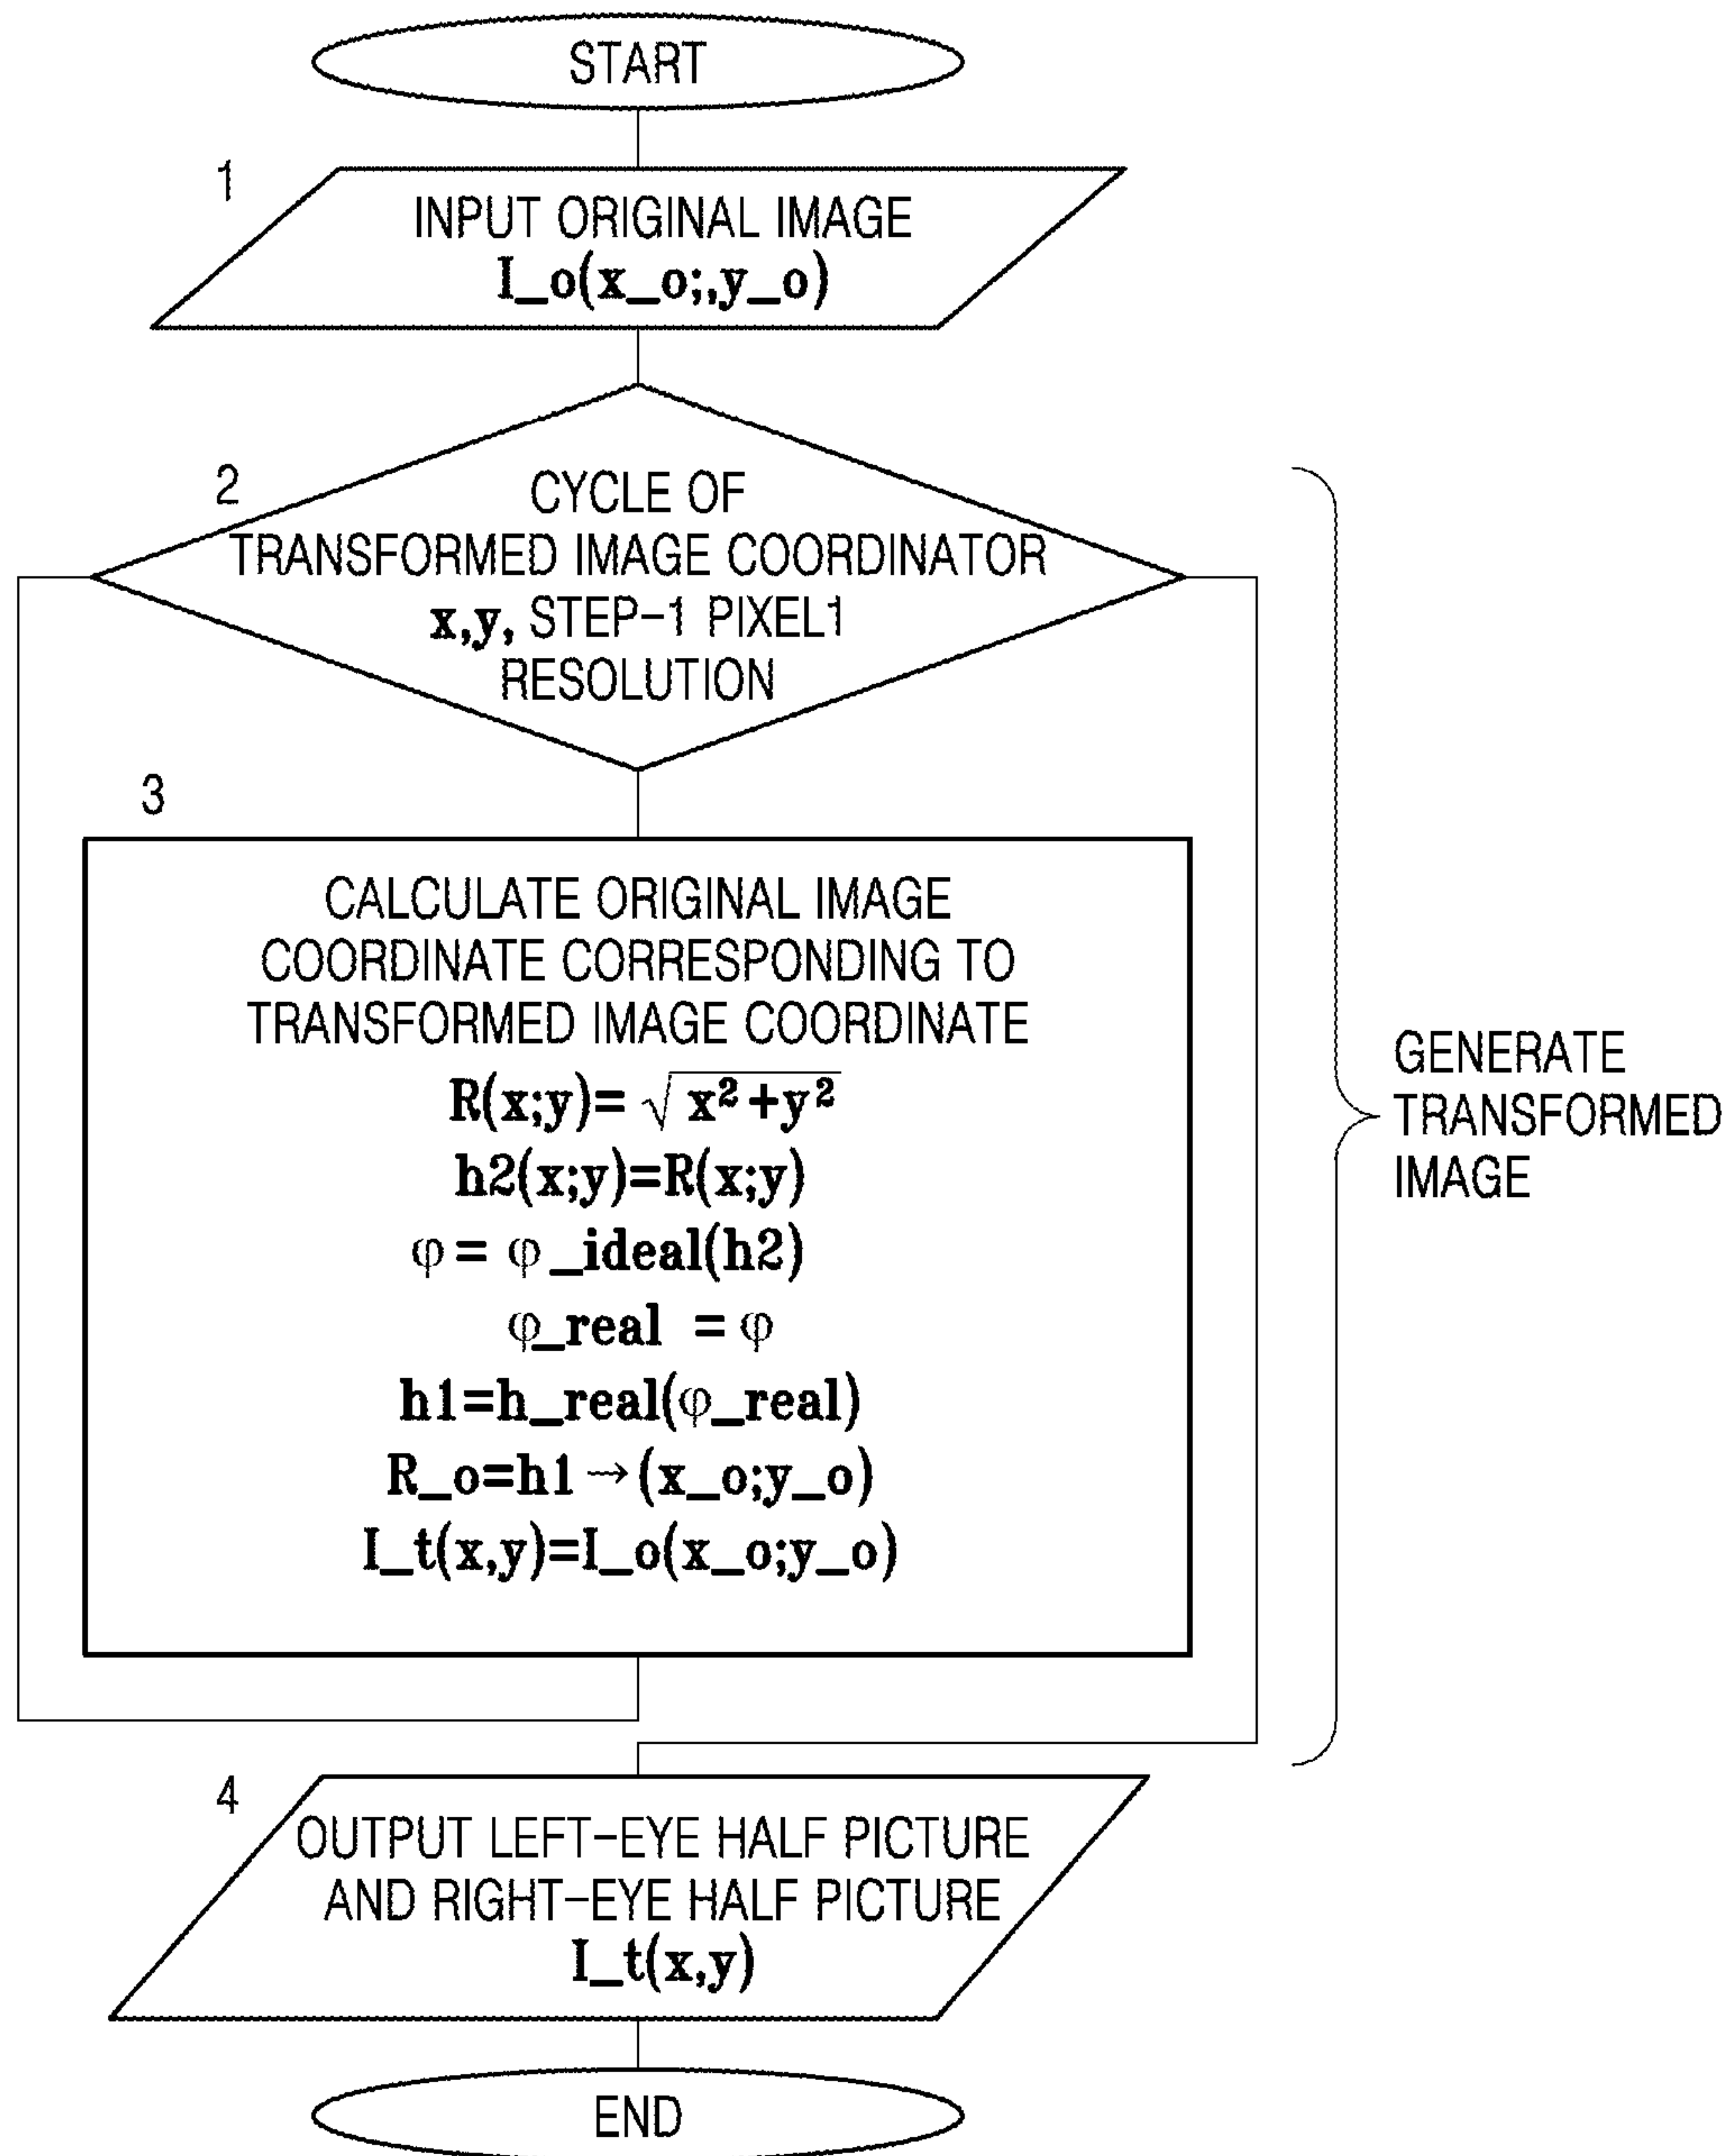 START
1
INPUT ORIGINAL IMAGE
I_o(x_o;,y_o)
2
CYCLE OF
TRANSFORMED IMAGE COORDINATOR
x,y, STEP-1 PIXEL1
RESOLUTION
3
CALCULATE ORIGINAL IMAGE
COORDINATE CORRESPONDING TO
TRANSFORMED IMAGE COORDINATE
R(x;y)= √x²+y²
h2(x;y)=R(x;y)
φ = φ_ideal(h2)
φ_real = φ
h1=h_real(φ_real)
R_o=h1→(x_o;y_o)
I_t(x,y)=I_o(x_o;y_o)
GENERATE
TRANSFORMED
IMAGE
4
OUTPUT LEFT-EYE HALF PICTURE
AND RIGHT-EYE HALF PICTURE
I_t(x,y)
END